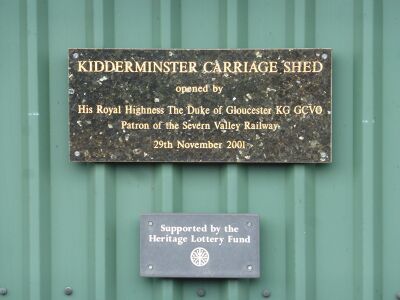 KIDDERMINSTER CARRIAGE SHED
opened by
His Royal Highness The Duke of Gloucester KG GCVO
Patron of the Severn Valley Railway
29th November 2001
Supported by the
Heritage Lottery Fund